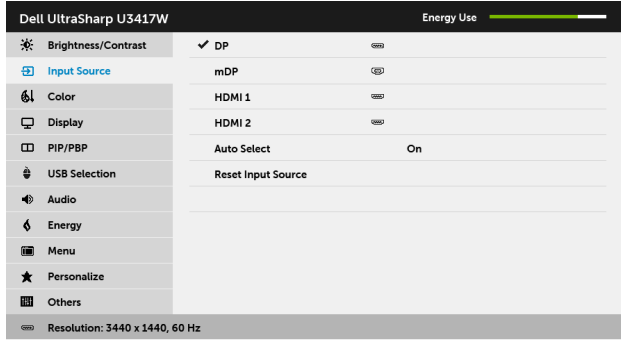 Dell UltraSharp U3417W Energy Use
Brightness/Contrast DP
Input Source mDP
Color HDMI 1
Display HDMI 2
PIP/PBP Auto Select On
USB Selection Reset Input Source
Audio
Energy
Menu
Personalize
Others
Resolution: 3440 x 1440, 60 Hz